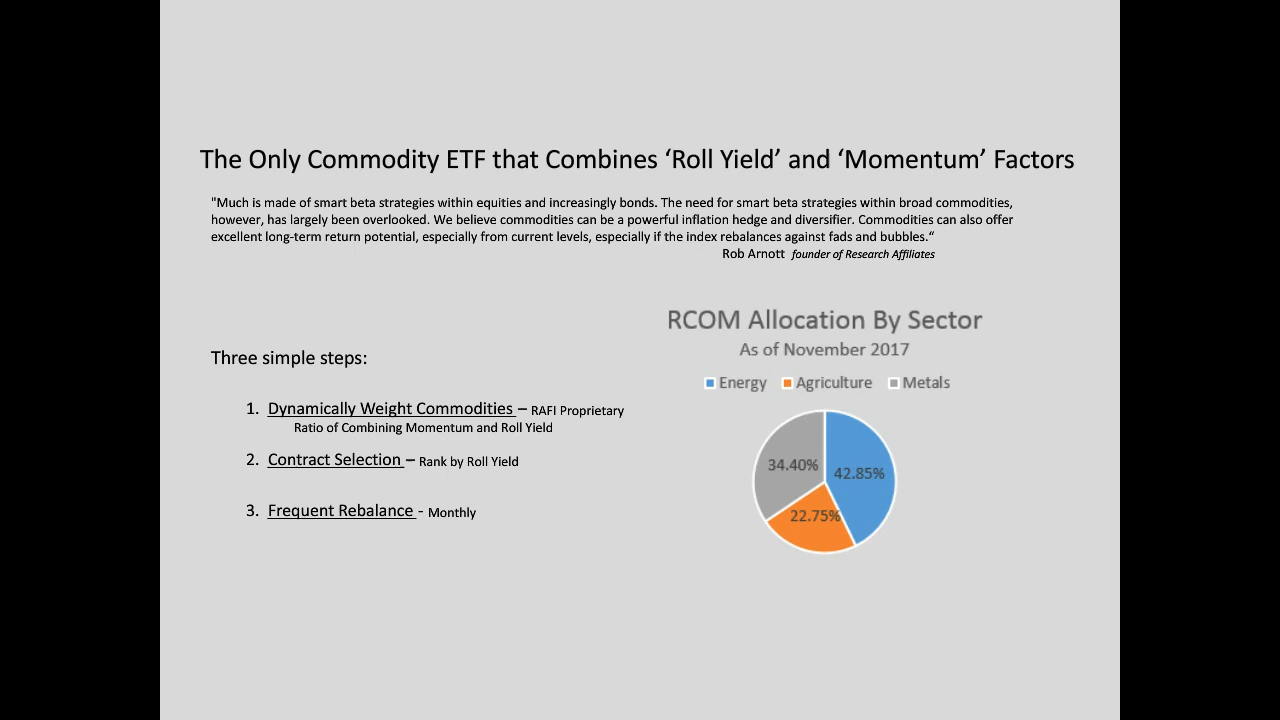 The Only Commodity ETF that Combines ‘Roll Yield’ and ‘Momentum’ Factors
"Much is made of smart beta strategies within equities and increasingly bonds. The need for smart beta strategies within broad commodities,
however, has largely been overlooked. We believe commodities can be a powerful inflation hedge and diversifier. Commodities can also offer
excellent long-term return potential, especially from current levels, especially if the index rebalances against fads and bubbles.“
Rob Arnott founder of Research Affiliates
Three simple steps:
1. Dynamically Weight Commodities – RAFI Proprietary
Ratio of Combining Momentum and Roll Yield
2. Contract Selection – Rank by Roll Yield
3. Frequent Rebalance - Monthly
RCOM Allocation By Sector
As of November 2017
Energy Agriculture Metals
34.40%
42.85%
22.75%